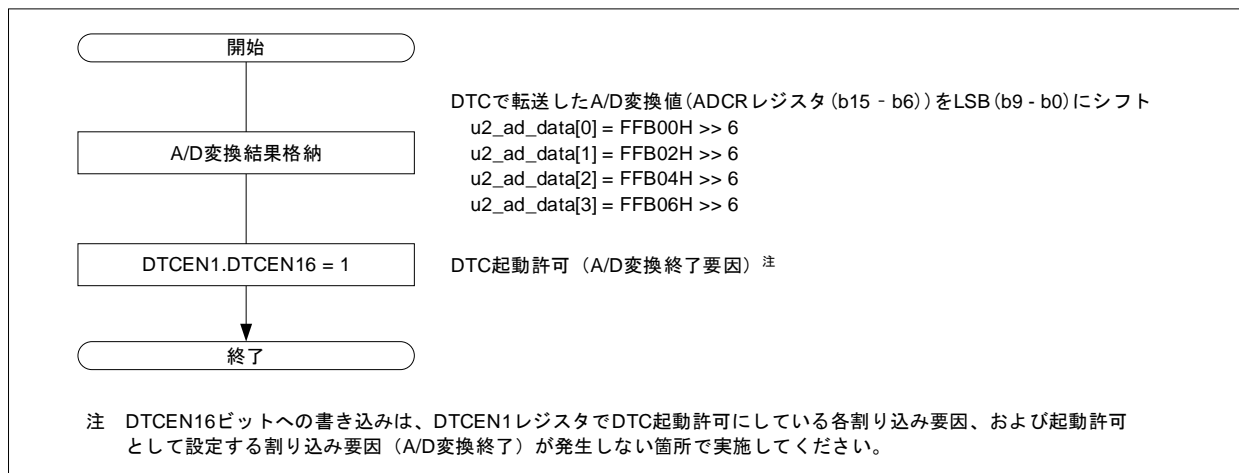 開始
DTCで転送したA/D変換値(ADCRレジスタ(b15 - b6))をLSB(b9 - b0)にシフト
u2_ad_data[0] = FFB00H >> 6
A/D変換結果格納
u2_ad_data[1] = FFB02H >> 6
u2_ad_data[2] = FFB04H >> 6
u2_ad_data[3] = FFB06H >> 6
DTCEN1.DTCEN16 = 1
DTC起動許可（A/D変換終了要因）注
終了
注 DTCEN16ビットへの書き込みは、DTCEN1レジスタでDTC起動許可にしている各割り込み要因、および起動許可
として設定する割り込み要因（A/D変換終了）が発生しない箇所で実施してください。